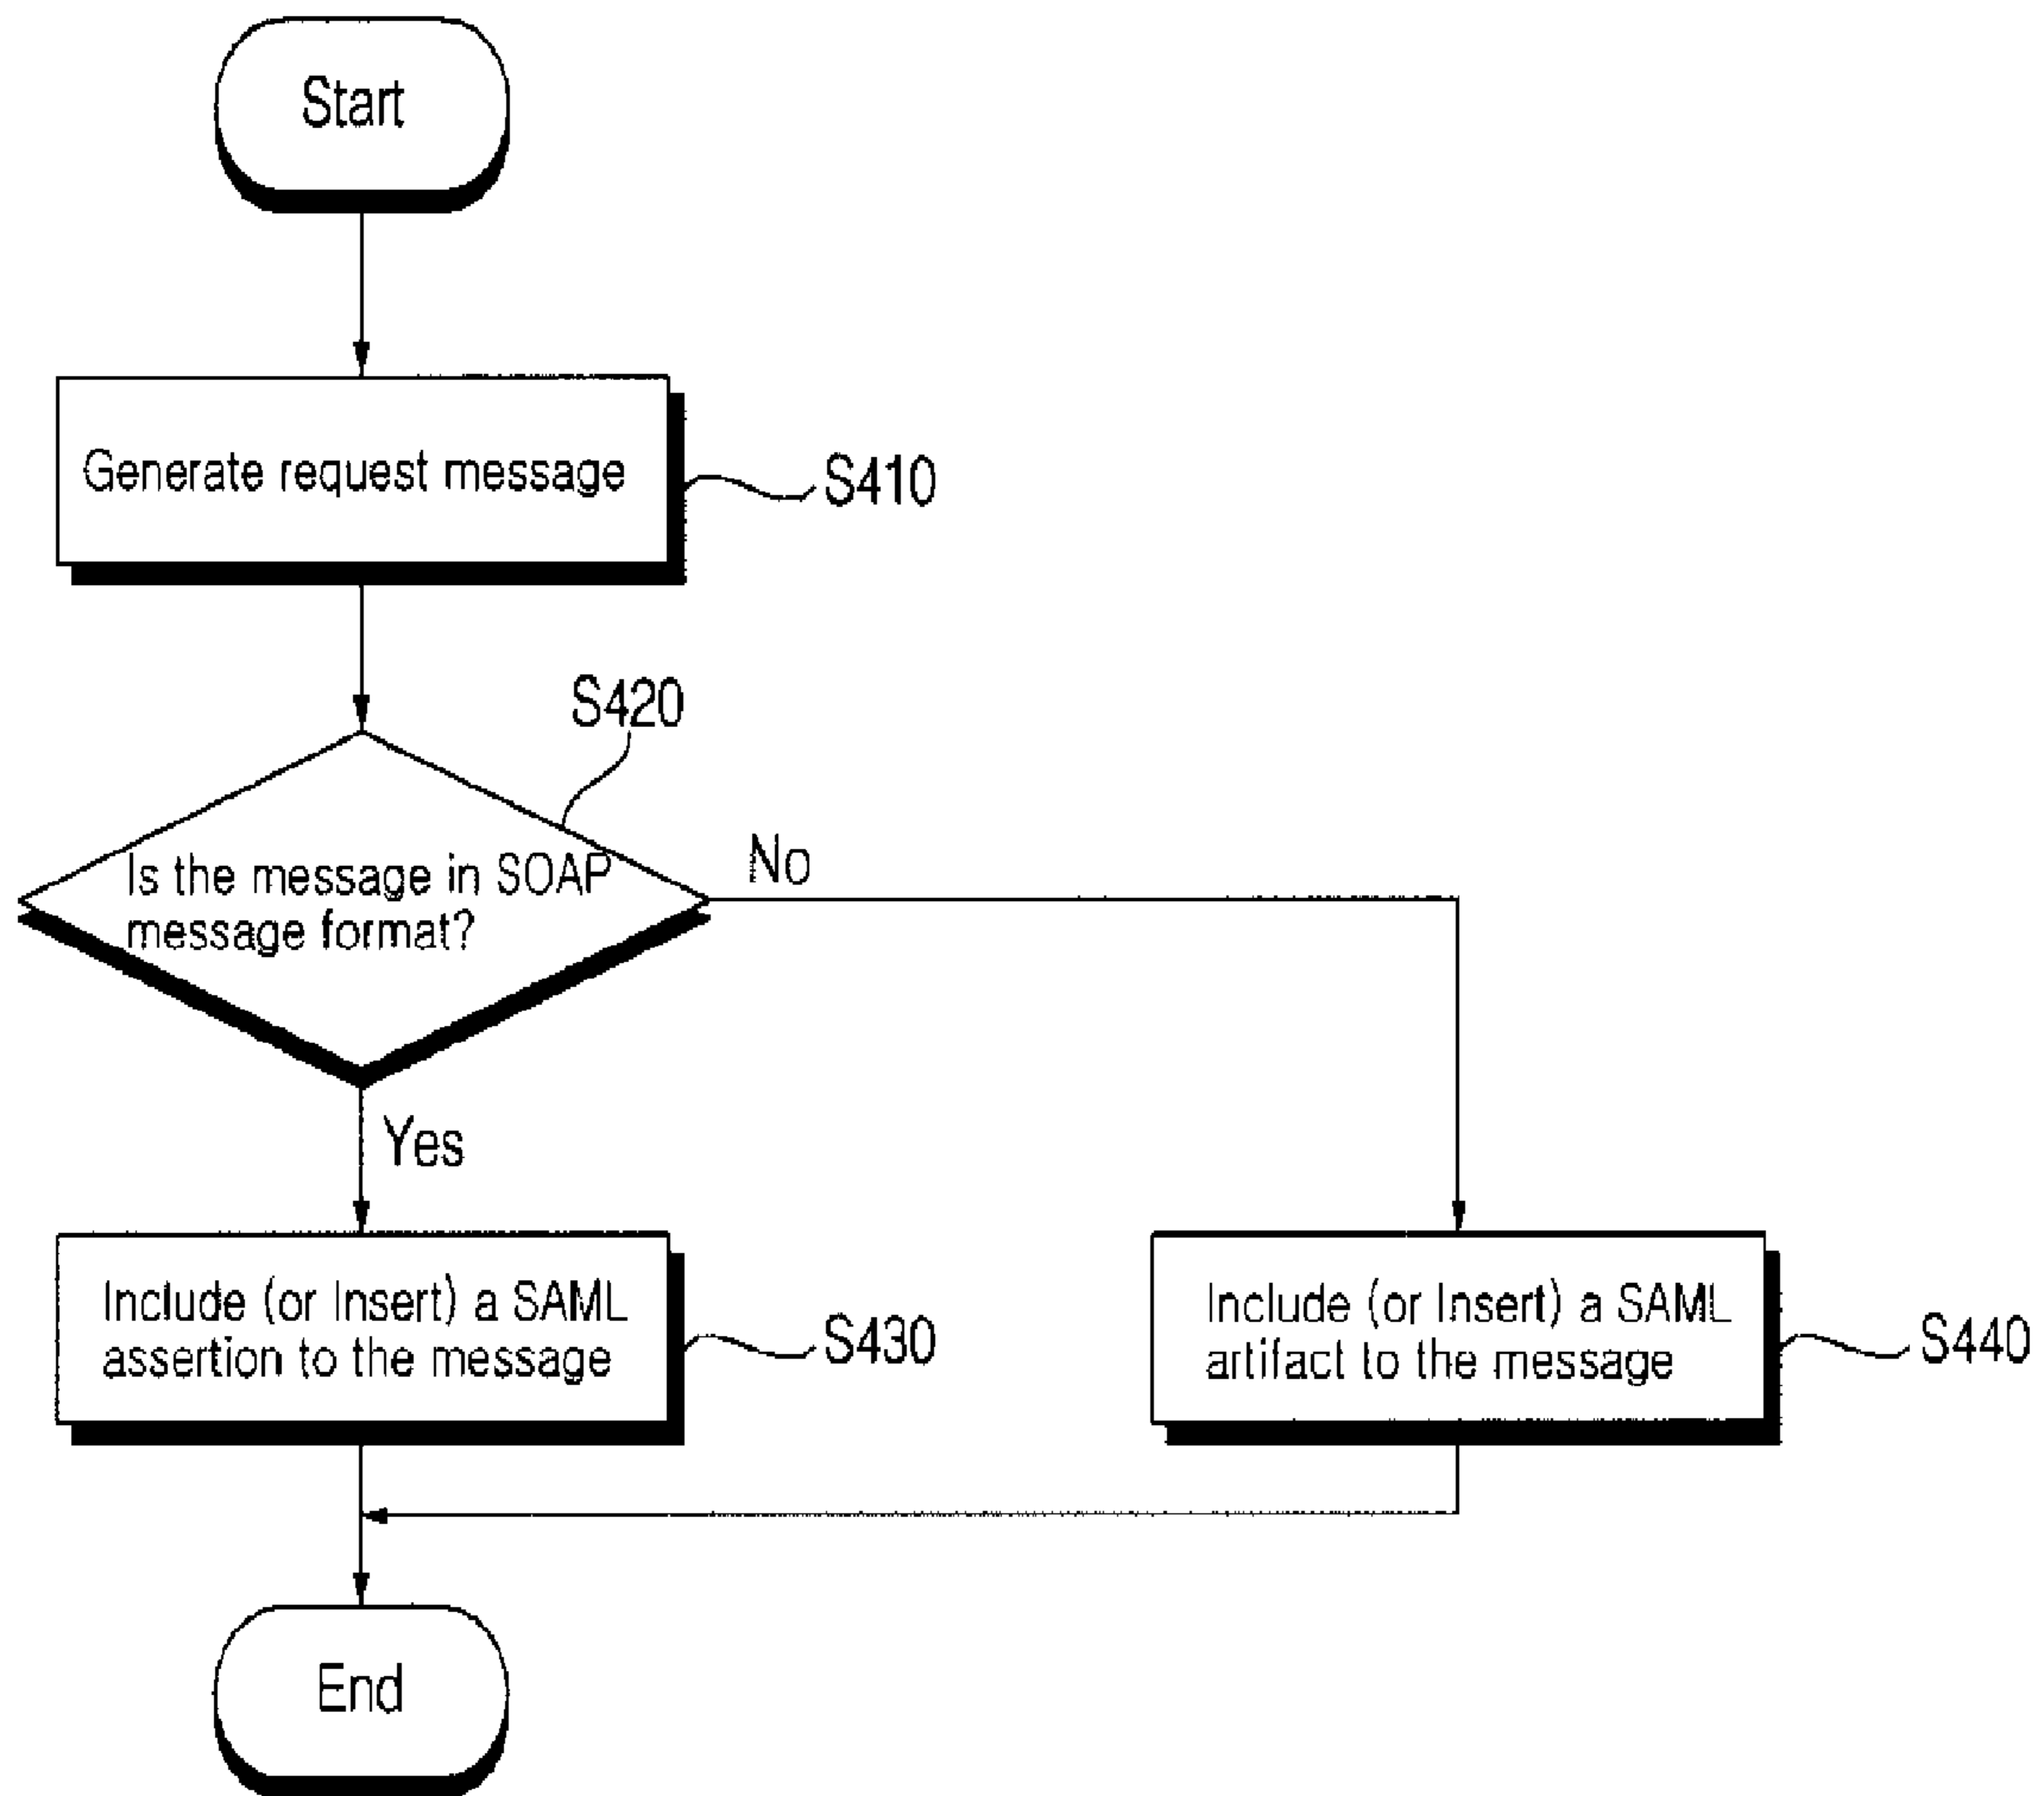 Start
Generate request message
S410
S420
Is the message in SOAP
message format?
No
Yes
Include (or Insert) a SAML
assertion to the message
S430
Include (or Insert) a SAML
artifact to the message
S440
End